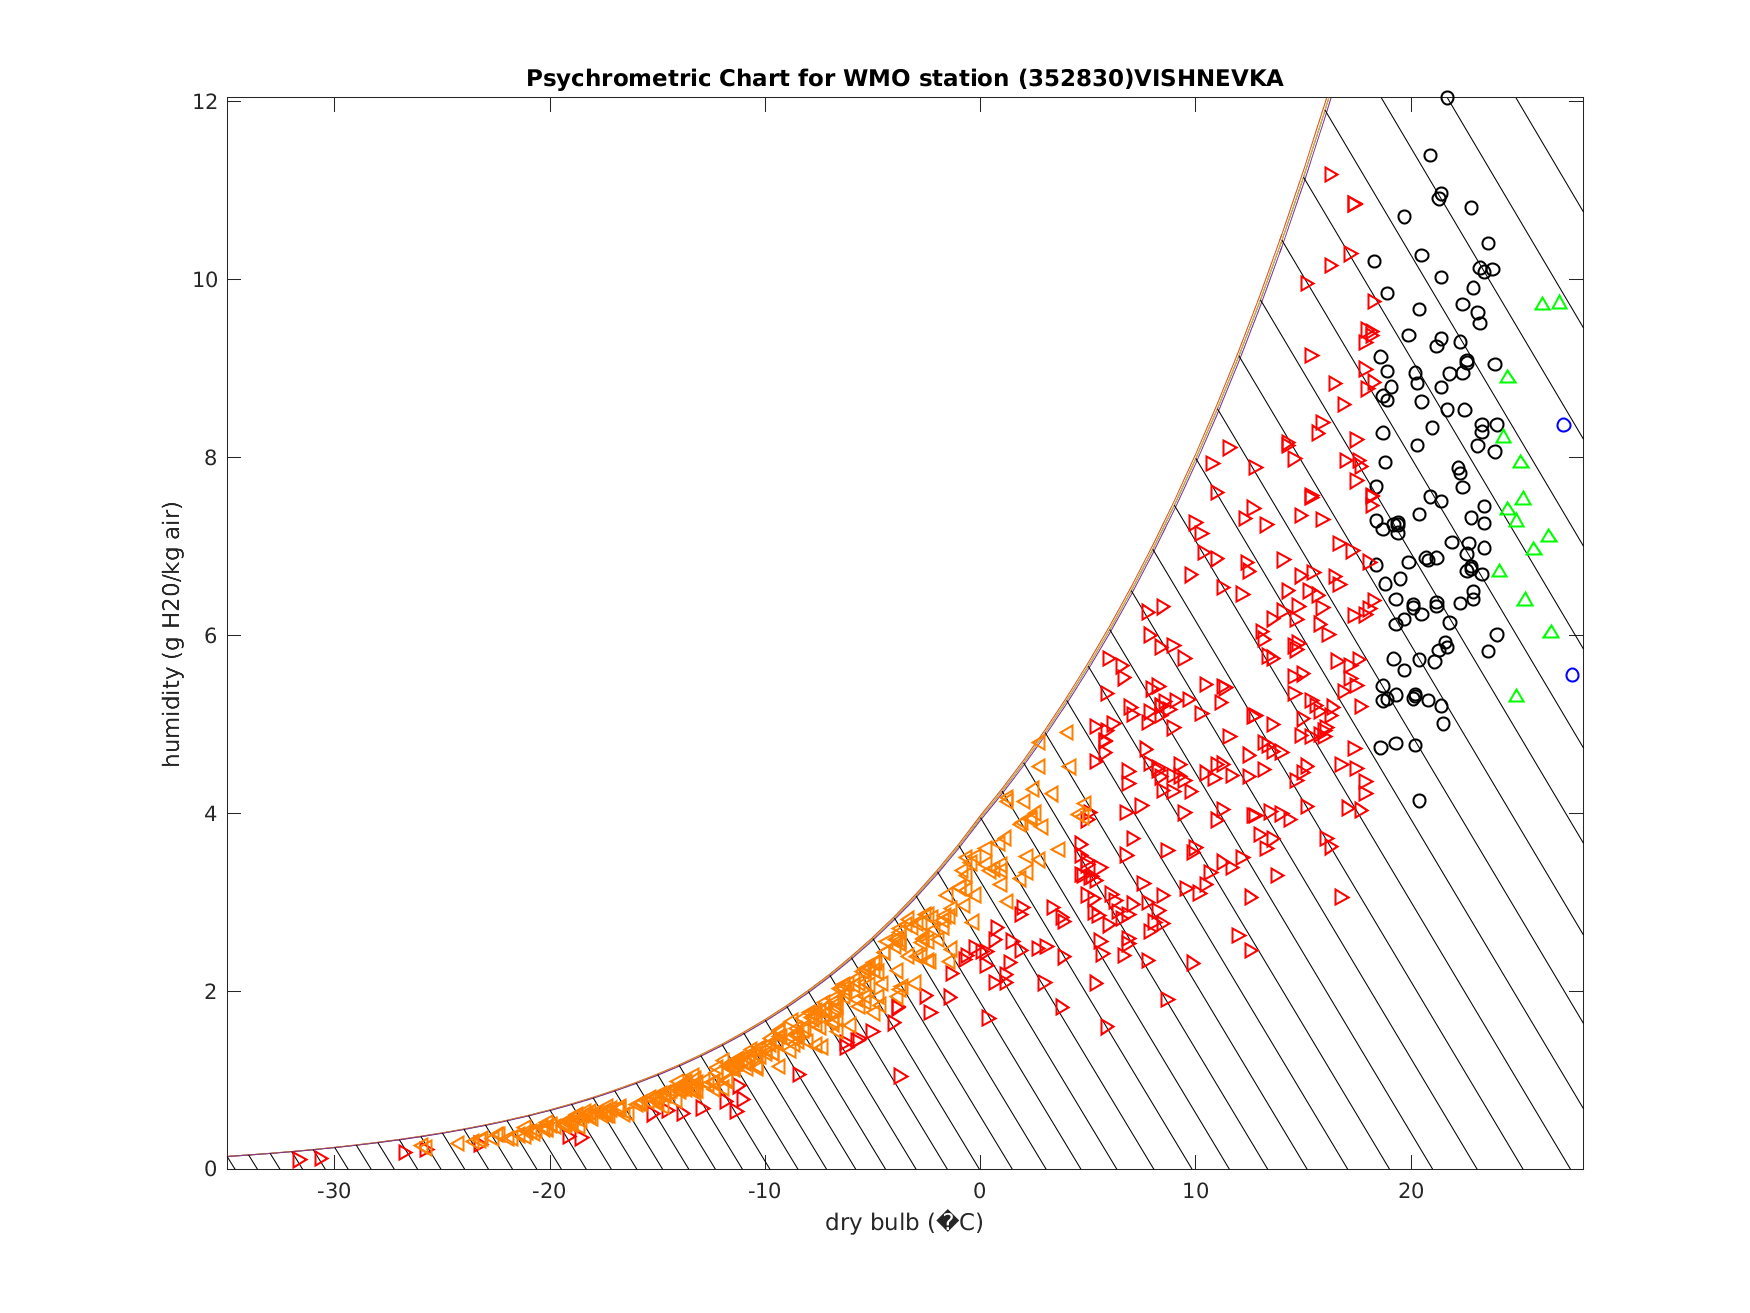 Psychrometric Chart for WMO station (352830)VISHNEVKA
12
10
8
6
4
2
0
humidity (g H20/kg air)
-30 -20 -10 0 10 20
dry bulb (�C)